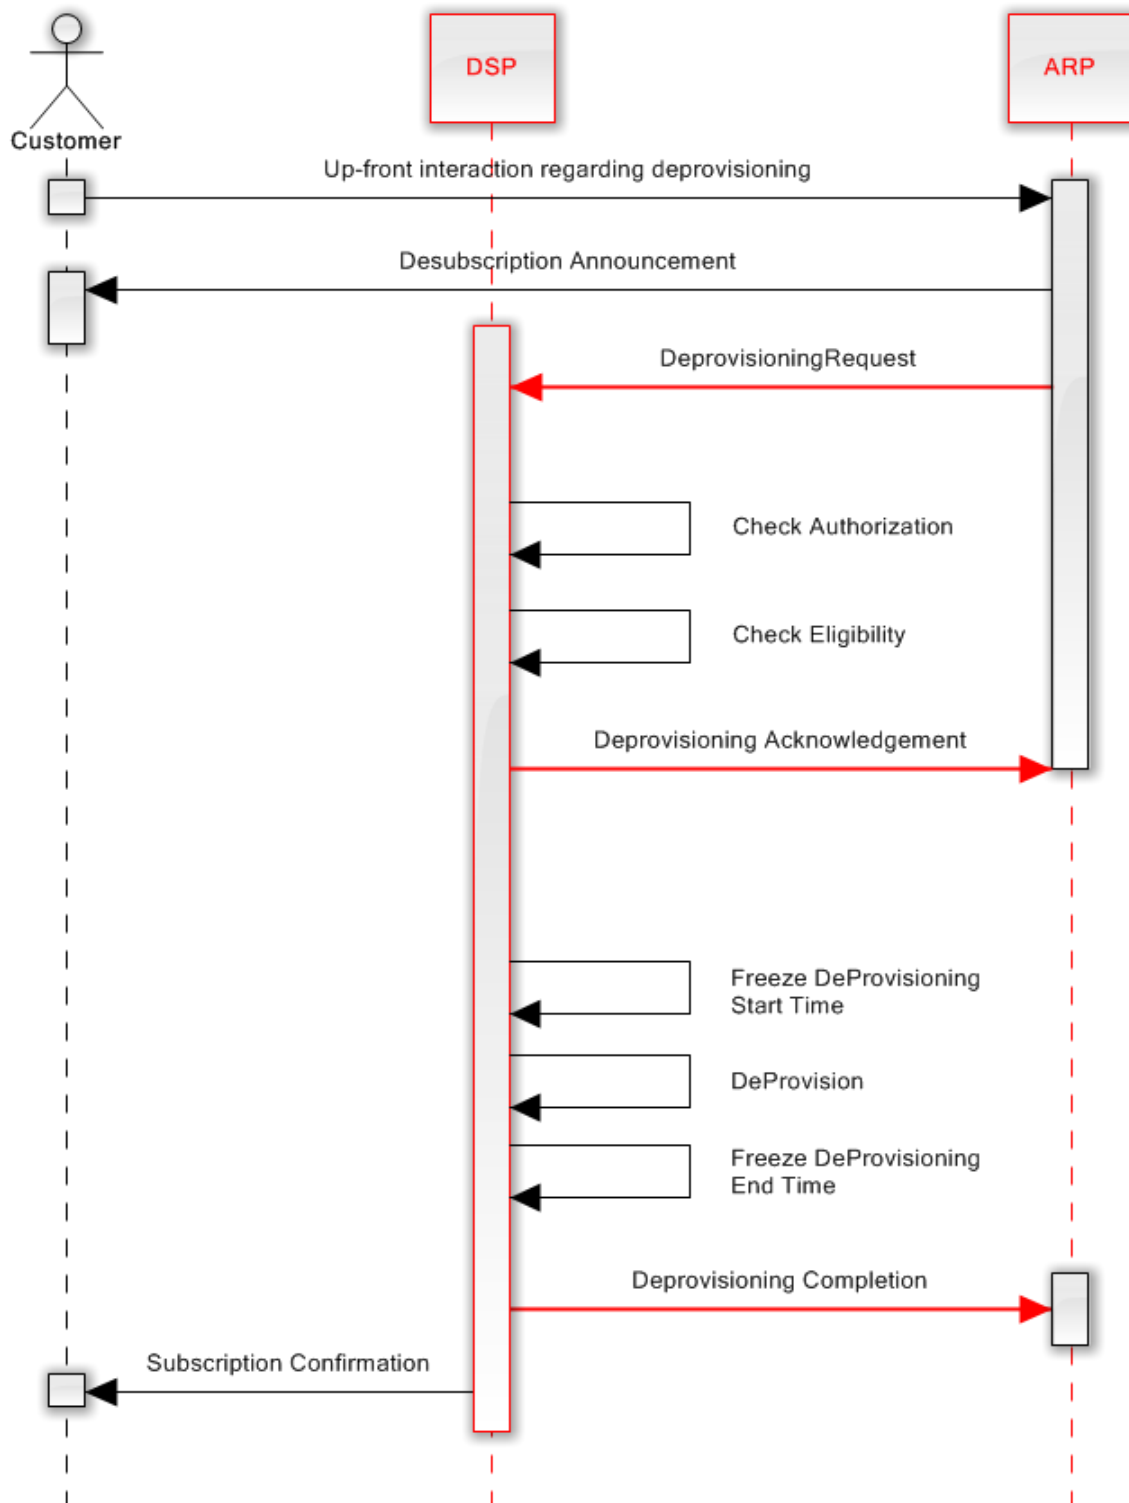 DSP
ARP
Customer
Up-front interaction regarding deprovisioning
Desubscription Announcement
DeprovisioningRequest
Check Authorization
Check Eligibility
Deprovisioning Acknowledgement
Freeze DeProvisioning
Start Time
DeProvision
Freeze DeProvisioning
End Time
Deprovisioning Completion
Subscription Confirmation